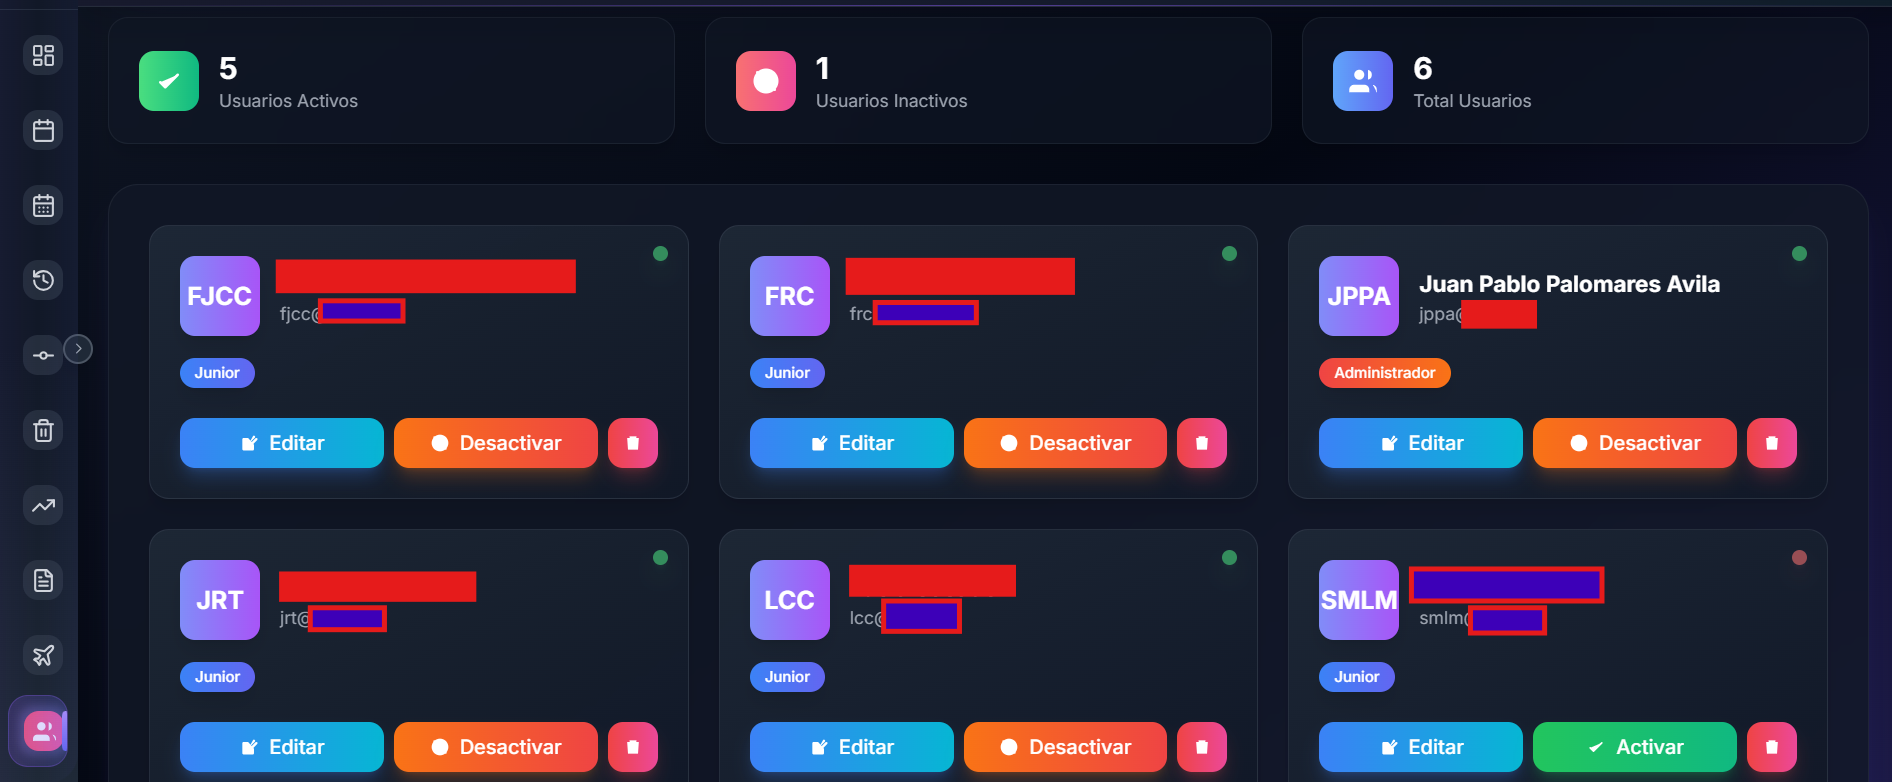 5
Usuarios Activos
1
Usuarios Inactivos
6
Total Usuarios
FJCC
fjcc@
Junior
Editar
Desactivar
FRC
frc
Junior
Editar
Desactivar
JPPA
Juan Pablo Palomares Avila
jppa@
Administrador
Editar
Desactivar
JRT
jrt@
Junior
Editar
Desactivar
LCC
lcc@
Junior
Editar
Desactivar
SMLM
smlm@
Junior
Editar
Activar